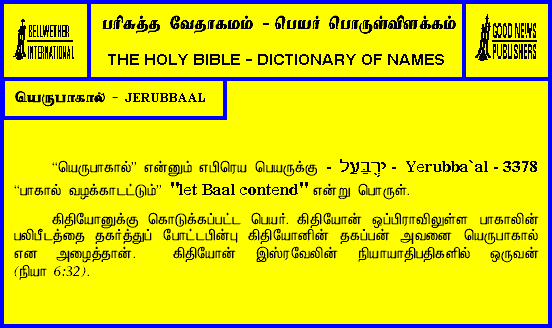 BELLWETHER
INTERNATIONAL
பரிசுத்த வேதாகமம் - பெயர் பொருள்விளக்கம்
THE HOLY BIBLE - DICTIONARY OF NAMES
GOOD NEWS
PUBLISHERS
யெருபாகால் - JERUBBAAL
“யெருபாகால்” என்னும் எபிரெய பெயருக்கு - יְרֻבַּעַל - Yerubba`al - 3378
“பாகால் வழக்காடட்டும்” "let Baal contend" என்று பொருள்.
கிதியோனுக்கு கொடுக்கப்பட்ட பெயர். கிதியோன் ஒப்பிராவிலுள்ள பாகாலின்
பலிபீடத்தை தகர்த்துப் போட்டபின்பு கிதியோனின் தகப்பன் அவனை யெருபாகால்
என அழைத்தான். கிதியோன் இஸ்ரவேலின் நியாயாதிபதிகளில் ஒருவன்
(நியா 6:32).